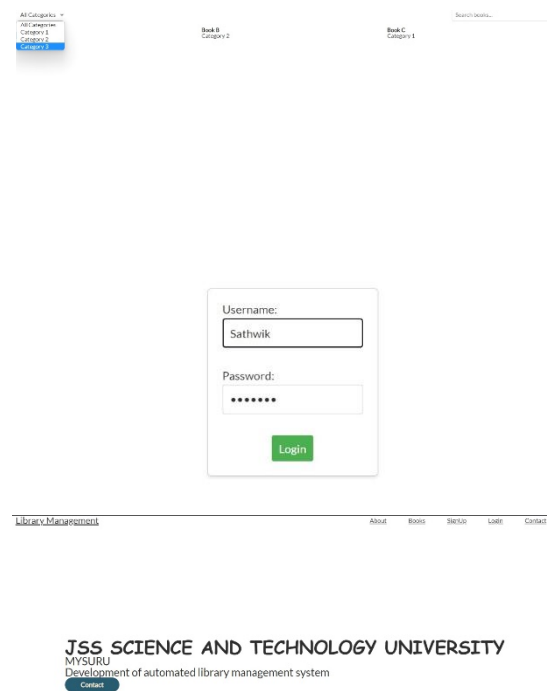 All Categories
Search books...
All Categories
Category 1
Category 2
Category 3
Book B
Category 2
Book C
Category 1
Username:
Sathwik
Password:
•••••••
Login
Library Management
About Books SignUp Login Contact
JSS SCIENCE AND TECHNOLOGY UNIVERSITY
MYSURU
Development of automated library management system
Contact